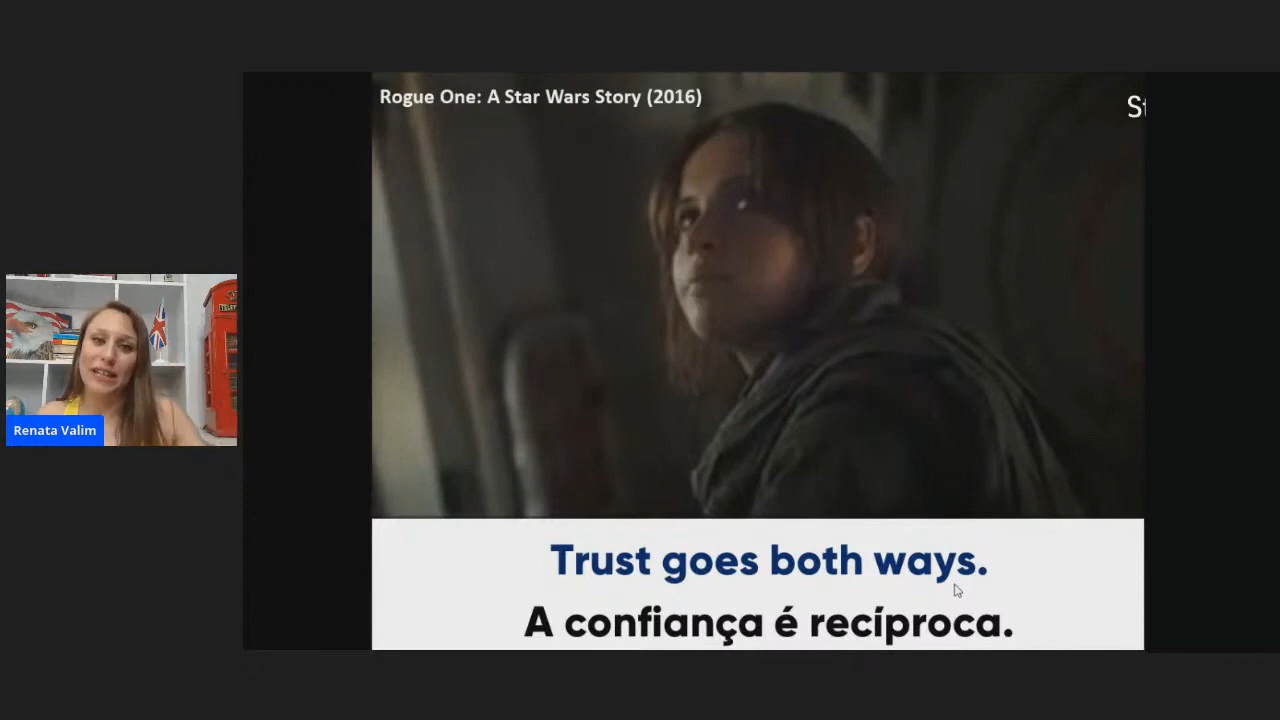 Rogue One: A Star Wars Story (2016)
Renata Valim
Trust goes both ways.
A confiança é recíproca.